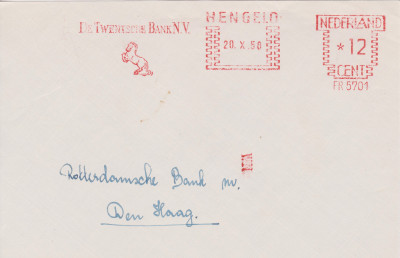 DE TWENTSCHE BANK N.V.
HENGELO
20.X.50
NEDERLAND
* 12
CENT
FR 5701
Rotterdamsche Bank nv.
Den Haag.